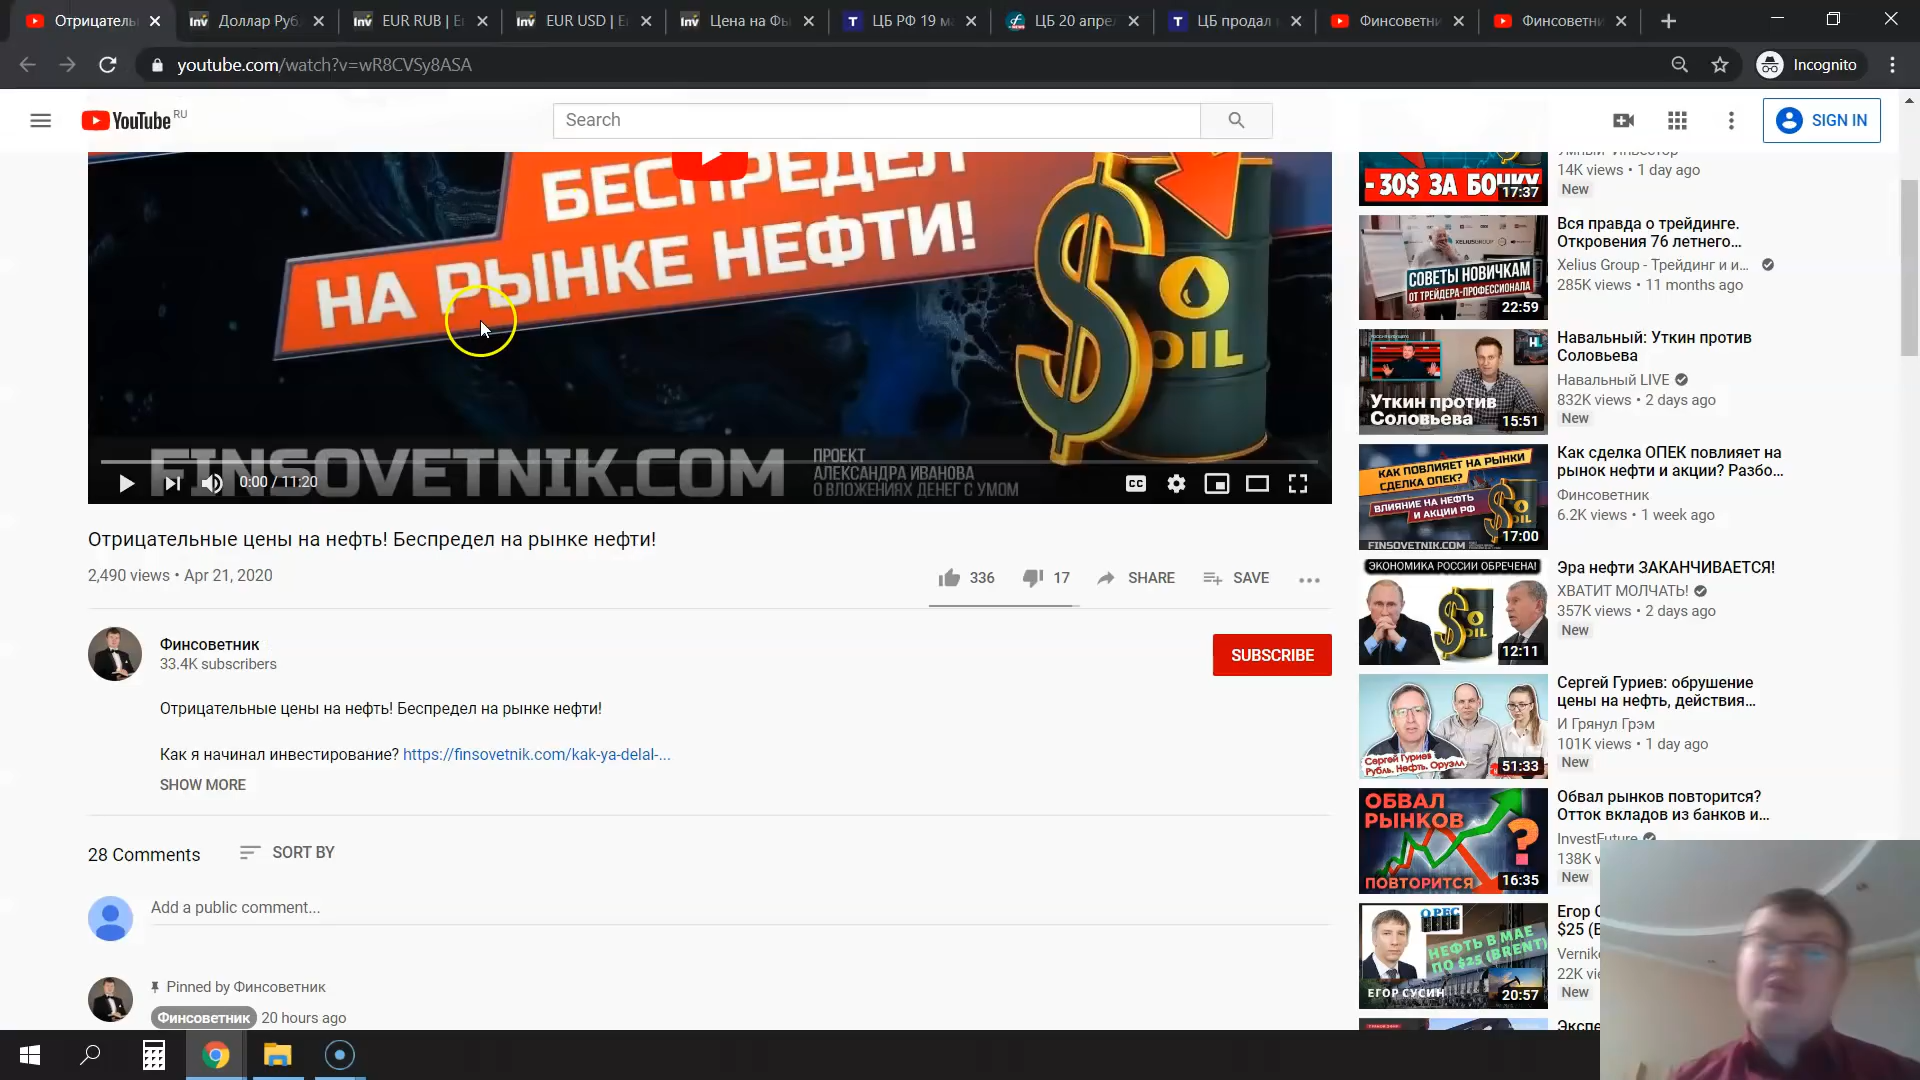 Отрицатель
Доллар Руб
EUR RUB | E
EUR USD | E
Цена на Фь
ЦБ РФ 19 м
ЦБ 20 апре
ЦБ продал
Финсоветни
Финсоветни
youtube.com/watch?v=wR8CVSy8ASA
Incognito
YouTube RU
Search
SIGN IN
БЕСПРЕДЕЛ
НА РЫНКЕ НЕФТИ!
OIL
FINSOVETNIK.COM
ПРОЕКТ
АЛЕКСАНДРА ИВАНОВА
О ВЛОЖЕНИЯХ ДЕНЕГ С УМОМ
0:00 / 11:20
CC
Отрицательные цены на нефть! Беспредел на рынке нефти!
2,490 views • Apr 21, 2020
336
17
SHARE
SAVE
Финсоветник
33.4K subscribers
SUBSCRIBE
Отрицательные цены на нефть! Беспредел на рынке нефти!
Как я начинал инвестирование? https://finsovetnik.com/kak-ya-delal-...
SHOW MORE
28 Comments
SORT BY
Add a public comment...
Pinned by Финсоветник
Финсоветник 20 hours ago
- 30$ ЗА БОЧКУ
17:37
14K views • 1 day ago
New
СОВЕТЫ НОВИЧКАМ
ОТ ТРЕЙДЕРА-ПРОФЕССИОНАЛА
22:59
Вся правда о трейдинге.
Откровения 76 летнего...
Xelius Group - Трейдинг и и...
285K views • 11 months ago
Уткин против
Соловьева
15:51
Навальный: Уткин против
Соловьева
Навальный LIVE
832K views • 2 days ago
New
КАК ПОВЛИЯЕТ НА РЫНКИ
СДЕЛКА ОПЕК?
ВЛИЯНИЕ НА НЕФТЬ
И АКЦИИ РФ
FINSOVETNIK.COM
17:00
Как сделка ОПЕК повлияет на
рынок нефти и акции? Разбо...
Финсоветник
6.2K views • 1 week ago
ЭКОНОМИКА РОССИИ ОБРЕЧЕНА!
OIL
12:11
Эра нефти ЗАКАНЧИВАЕТСЯ!
ХВАТИТ МОЛЧАТЬ!
357K views • 2 days ago
New
Сергей Гуриев
Рубль. Нефть. Оруэлл
51:33
Сергей Гуриев: обрушение
цены на нефть, действия...
И Грянул Грэм
101K views • 1 day ago
New
ОБВАЛ
РЫНКОВ
?
ПОВТОРИТСЯ
16:35
Обвал рынков повторится?
Отток вкладов из банков и...
InvestFuture
138K v
New
OPEC
НЕФТЬ В МАЕ
ПО $25 (BRENT)
ЕГОР СУСИН
20:57
Егор С
$25 (B
Vernik
22K vi
New
Экспе